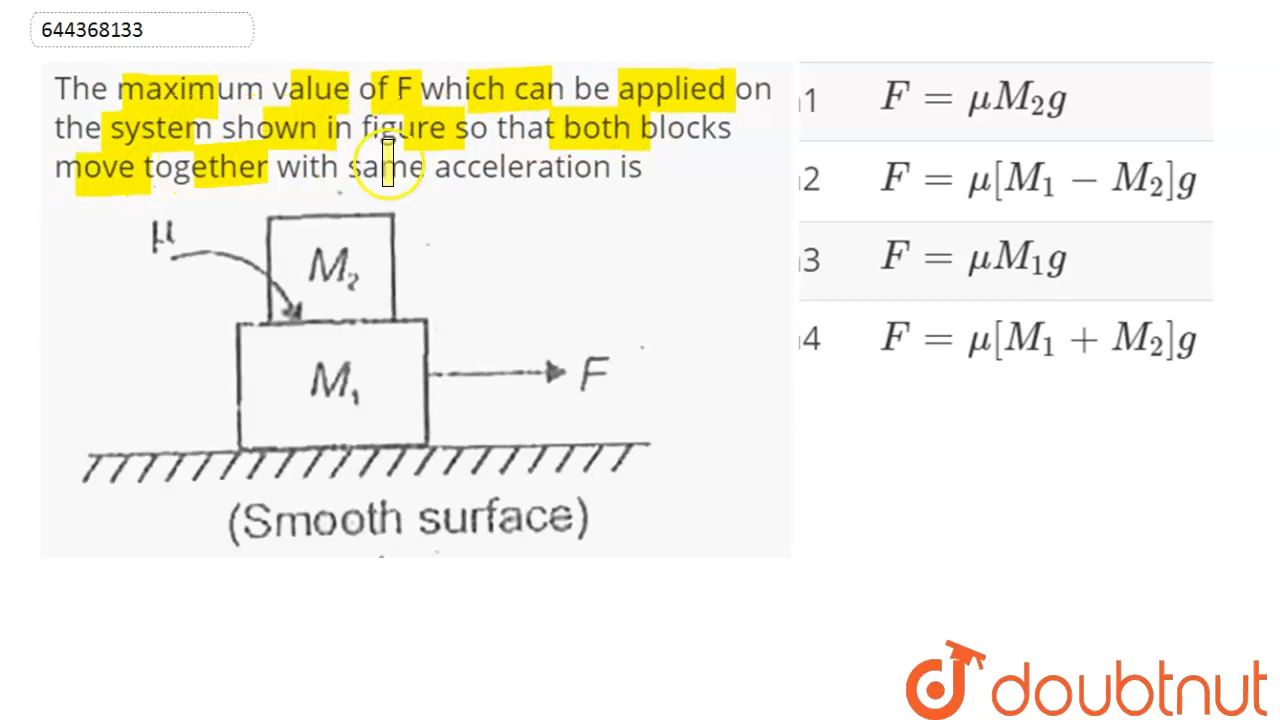 644368133
The maximum value of F which can be applied on
the system shown in figure so that both blocks
move together with same acceleration is
μ
M₂
M₁
F
(Smooth surface)
1 F = μM₂g
2 F = μ[M₁ − M₂]g
3 F = μM₁g
4 F = μ[M₁ + M₂]g
doubtnut